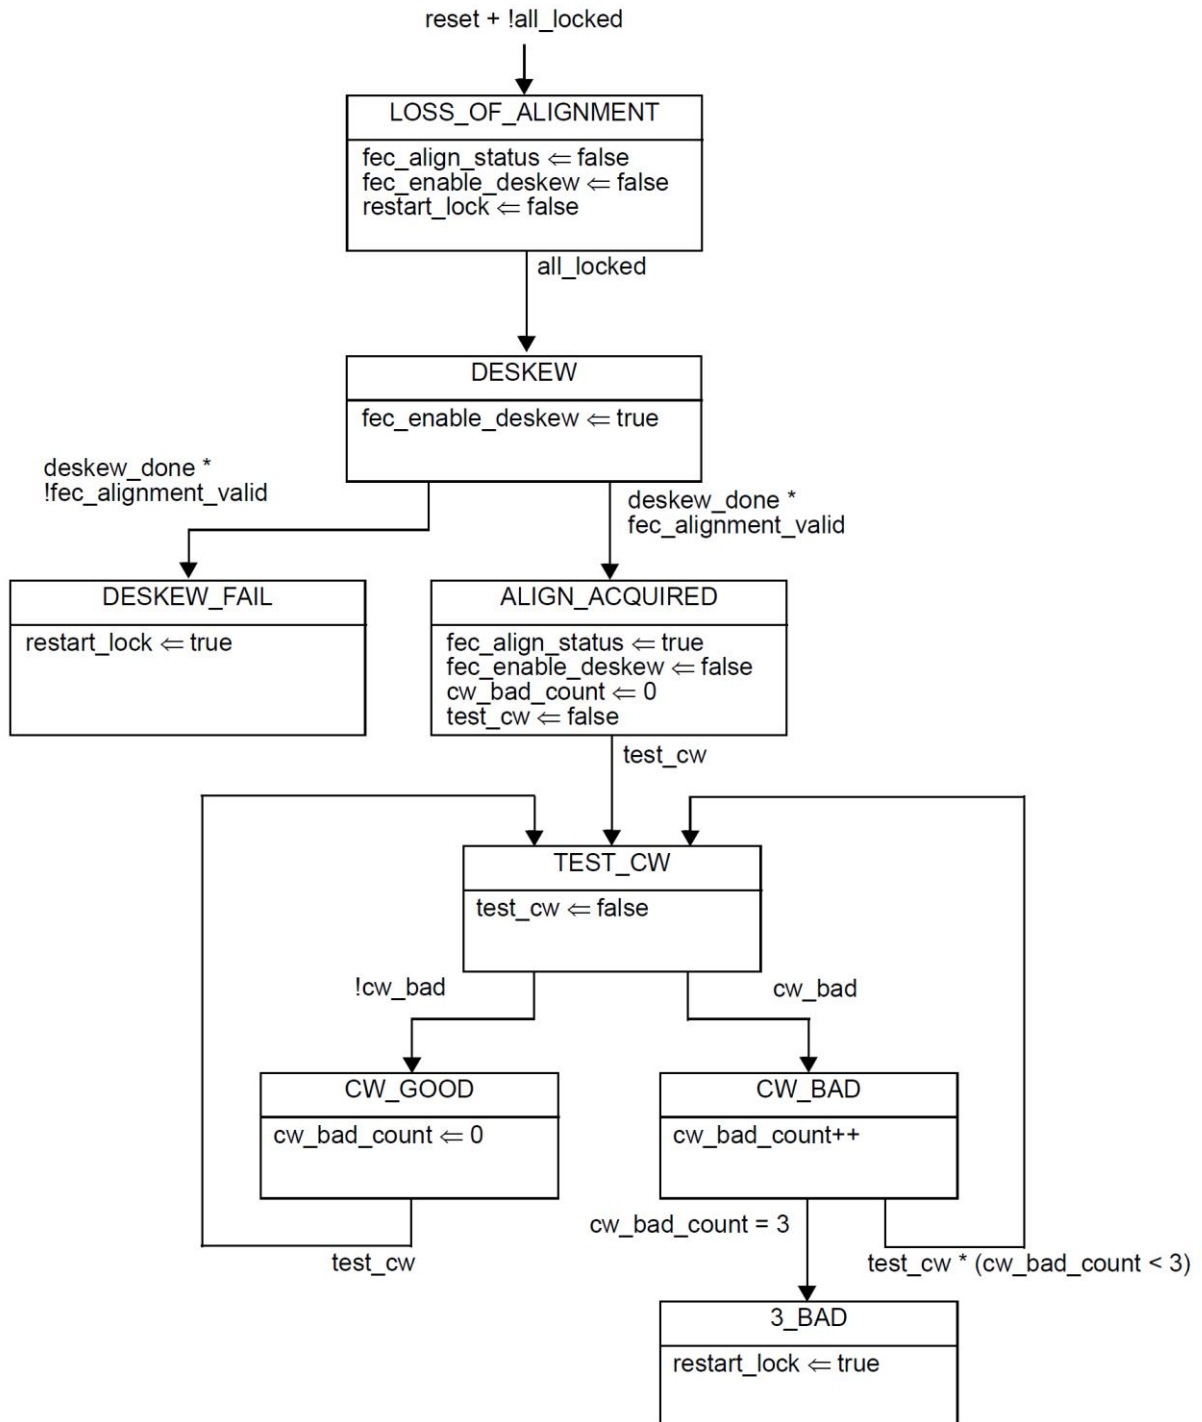 reset + !all_locked
LOSS_OF_ALIGNMENT
fec_align_status ⇐ false
fec_enable_deskew ⇐ false
restart_lock ⇐ false
all_locked
DESKEW
fec_enable_deskew ⇐ true
deskew_done *
!fec_alignment_valid
deskew_done *
fec_alignment_valid
DESKEW_FAIL
restart_lock ⇐ true
ALIGN_ACQUIRED
fec_align_status ⇐ true
fec_enable_deskew ⇐ false
cw_bad_count ⇐ 0
test_cw ⇐ false
test_cw
TEST_CW
test_cw ⇐ false
!cw_bad
cw_bad
CW_GOOD
cw_bad_count ⇐ 0
CW_BAD
cw_bad_count++
test_cw
cw_bad_count = 3
test_cw * (cw_bad_count < 3)
3_BAD
restart_lock ⇐ true